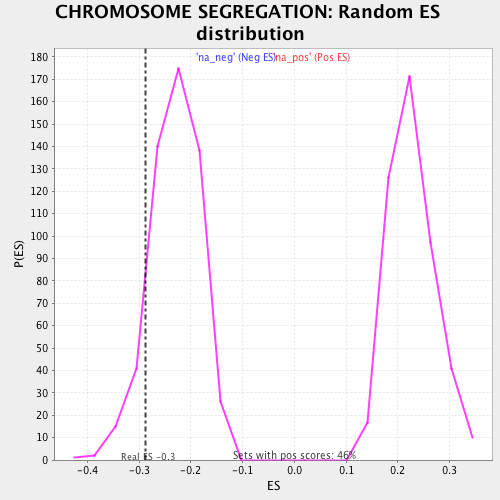 CHROMOSOME SEGREGATION: Random ES
distribution
'na_neg' (Neg ES) 'na_pos' (Pos ES)
180
170
160
150
140
130
120
110
100
90
80
70
60
50
40
30
20
10
0
P(ES)
Real ES -0.3
Sets with pos scores: 46%
-0.4 -0.3 -0.2 -0.1 0.0 0.1 0.2 0.3
ES